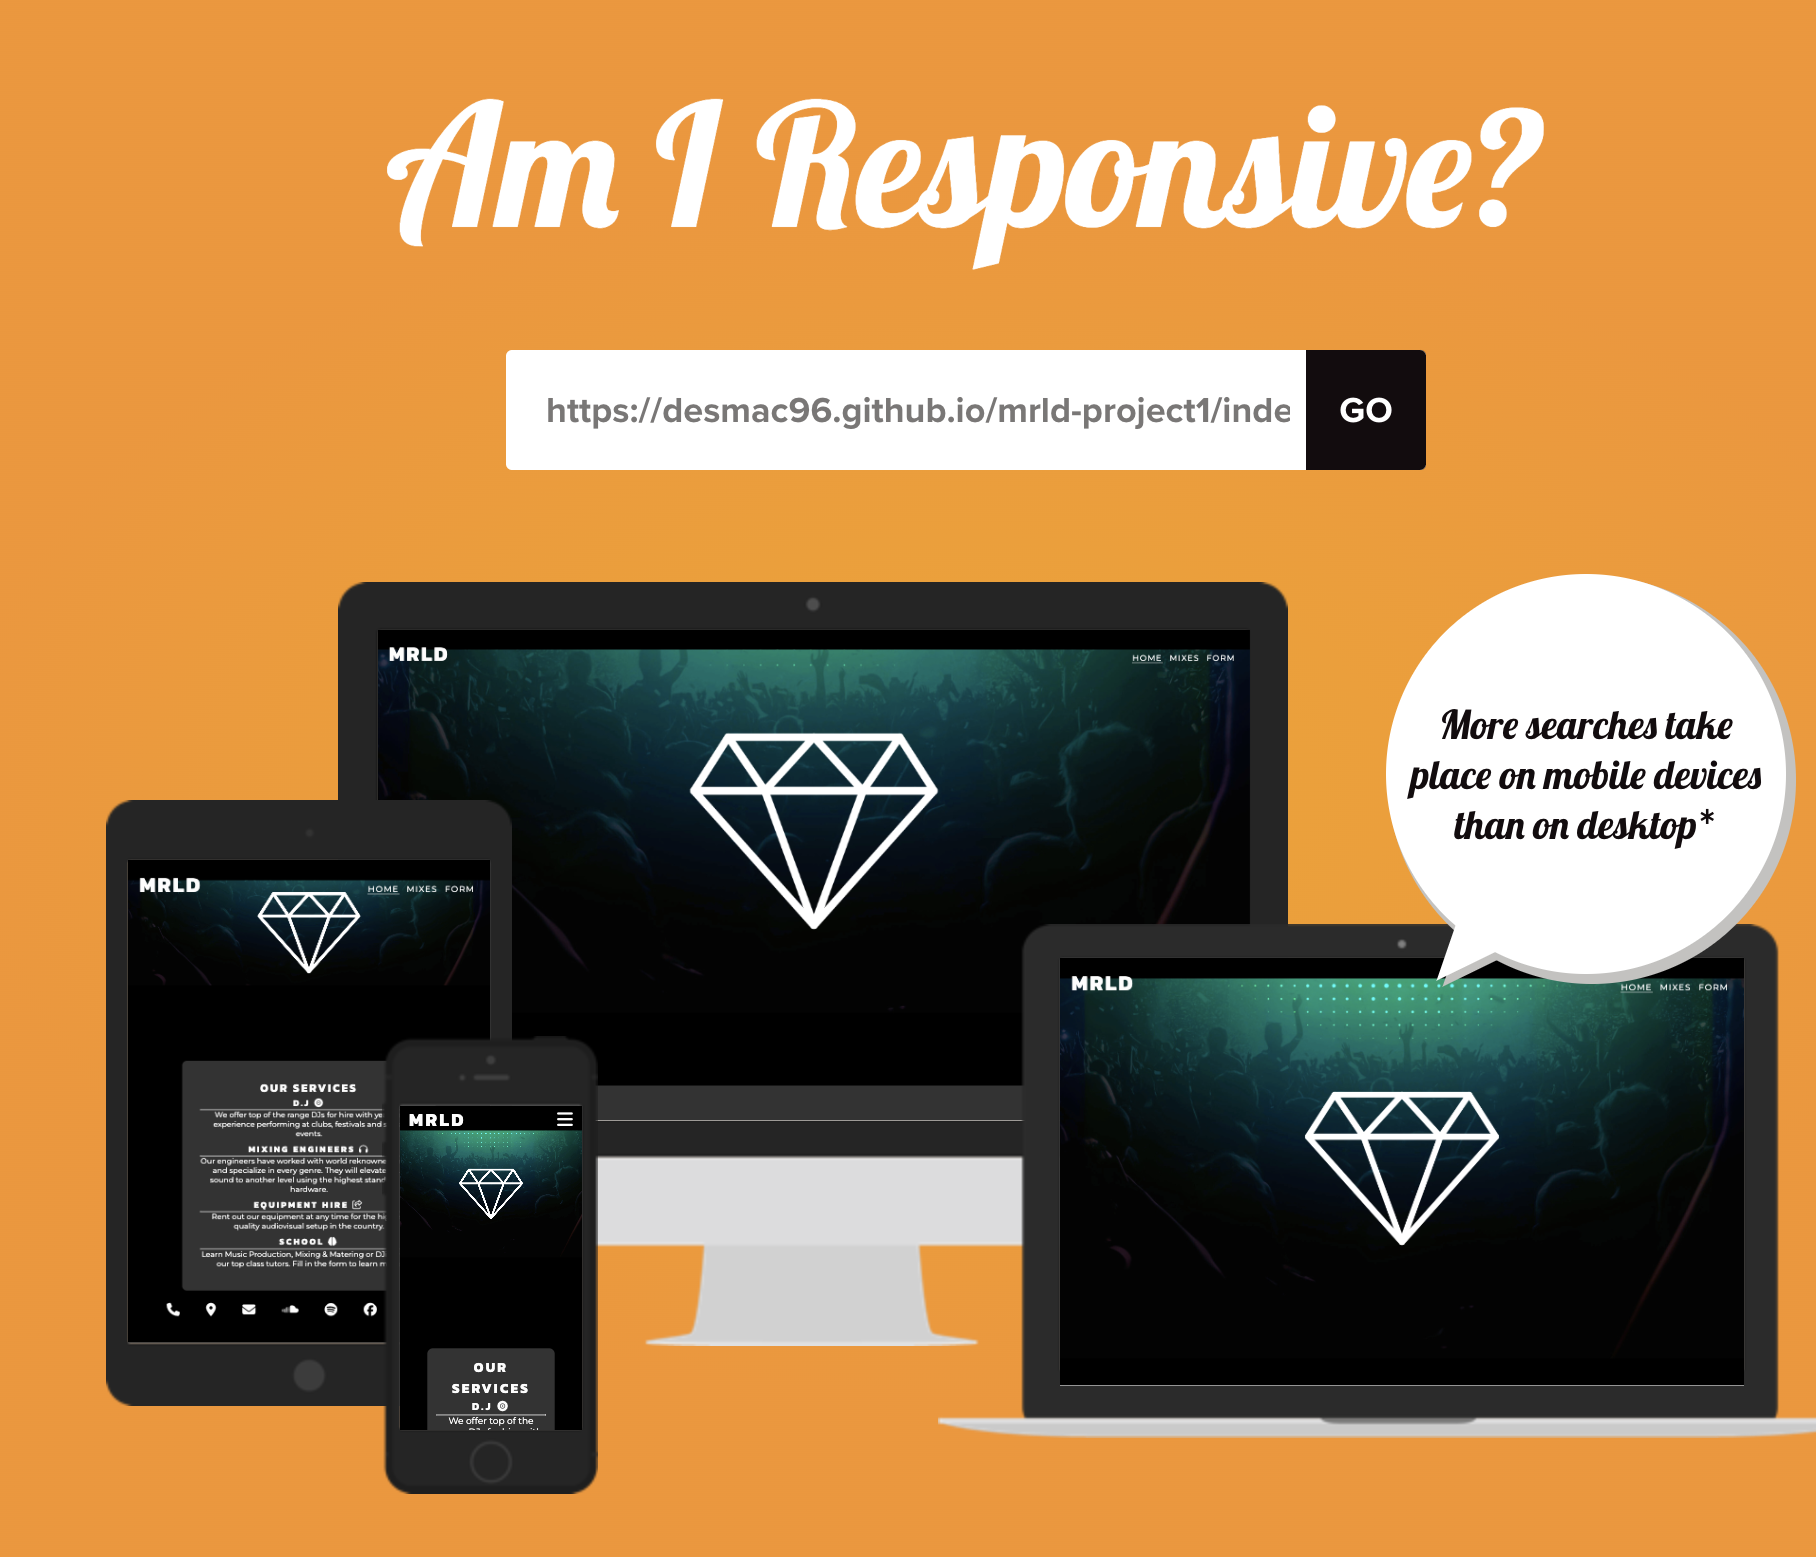 Am I Responsive?
https://desmac96.github.io/mrld-project1/inde
GO
MRLD
HOME MIXES FORM
More searches take
place on mobile devices
than on desktop*
MRLD
HOME MIXES FORM
OUR SERVICES
D.J
We offer top of the range DJs for hire with
experience performing at clubs, festivals and
events.
MIXING ENGINEERS
Our engineers have worked with world
and specialize in every genre. They will
sound to another level using the highest
hardware.
EQUIPMENT HIRE
Rent out our equipment at any time for the
quality audiovisual setup in the country.
SCHOOL
Learn Music Production, Mixing & Matering or
our top class tutors. Fill in the form to learn
MRLD
OUR
SERVICES
D.J
We offer top of the
MRLD
HOME MIXES FORM